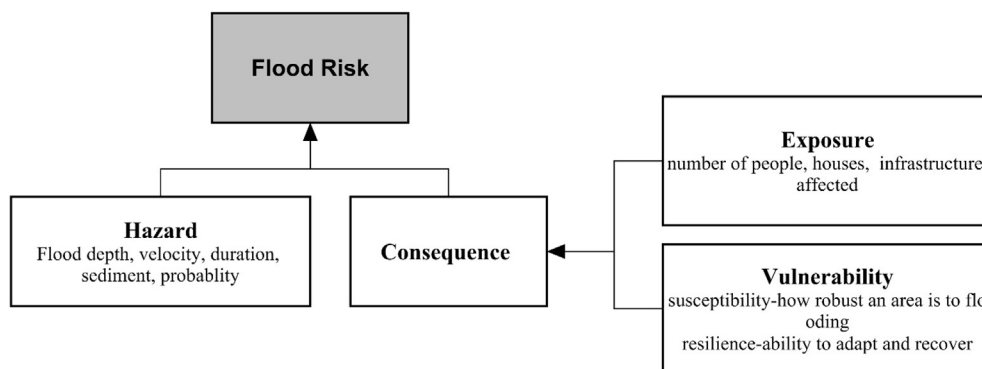 Flood Risk
Hazard
Flood depth, velocity, duration,
sediment, probablity
Consequence
Exposure
number of people, houses, infrastructure
affected
Vulnerability
susceptibility-how robust an area is to flo
oding
resilience-ability to adapt and recover